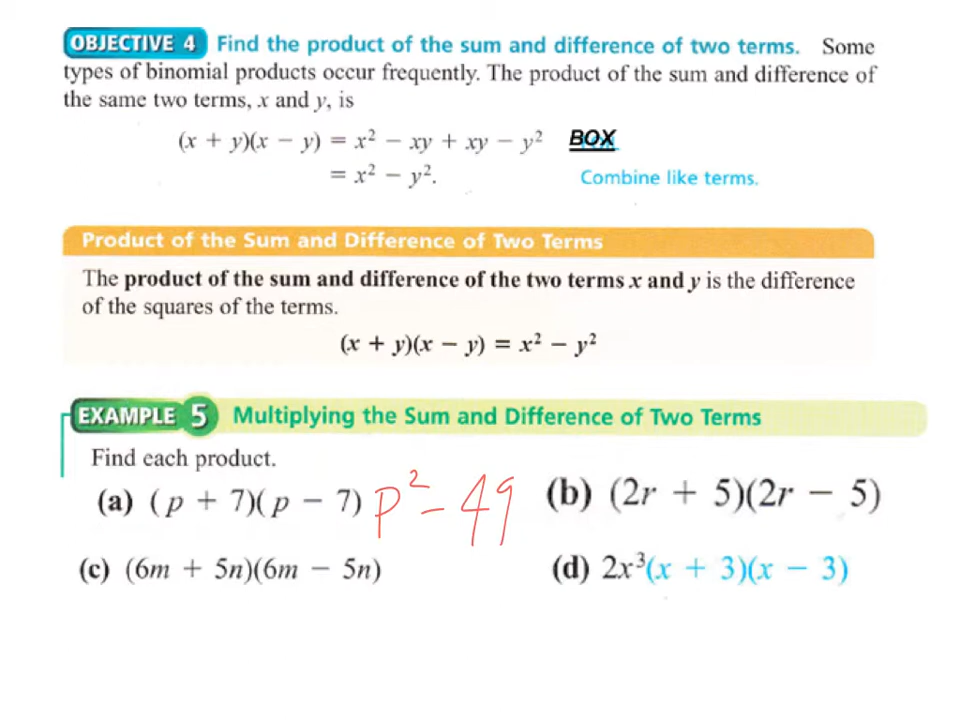 OBJECTIVE 4 Find the product of the sum and difference of two terms. Some
types of binomial products occur frequently. The product of the sum and difference of
the same two terms, x and y, is
(x + y)(x − y) = x² − xy + xy − y² BOX
= x² − y². Combine like terms.
Product of the Sum and Difference of Two Terms
The product of the sum and difference of the two terms x and y is the difference
of the squares of the terms.
(x + y)(x − y) = x² − y²
EXAMPLE 5 Multiplying the Sum and Difference of Two Terms
Find each product.
(a) (p + 7)(p − 7) p² − 49 (b) (2r + 5)(2r − 5)
(c) (6m + 5n)(6m − 5n) (d) 2x³(x + 3)(x − 3)